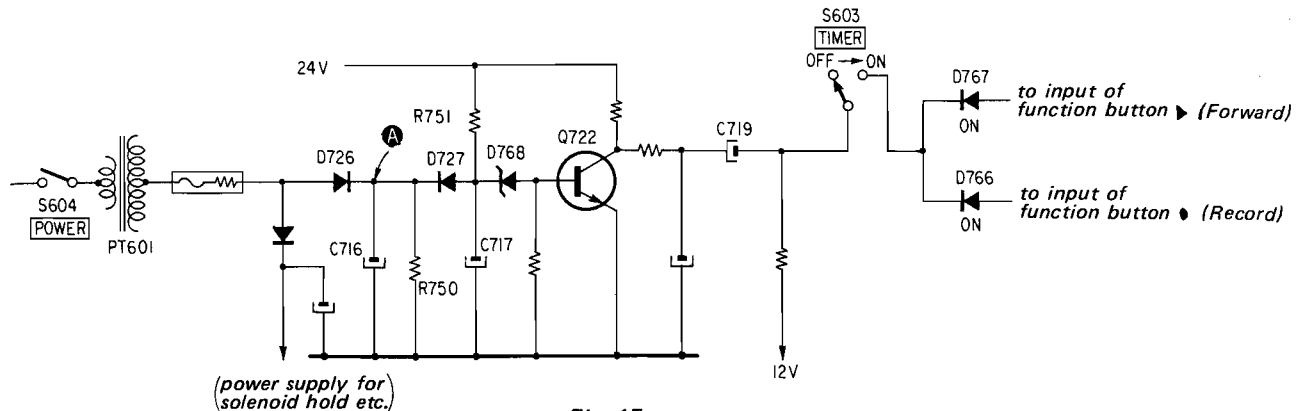 S603
TIMER
OFF → ON
24V
D767
to input of
function button ▶ (Forward)
ON
R751
A
Q722
C719
D726
D727
D768
D766
to input of
function button ● (Record)
ON
S604
POWER
PT601
C716
C717
R750
12V
(power supply for
solenoid hold etc.)